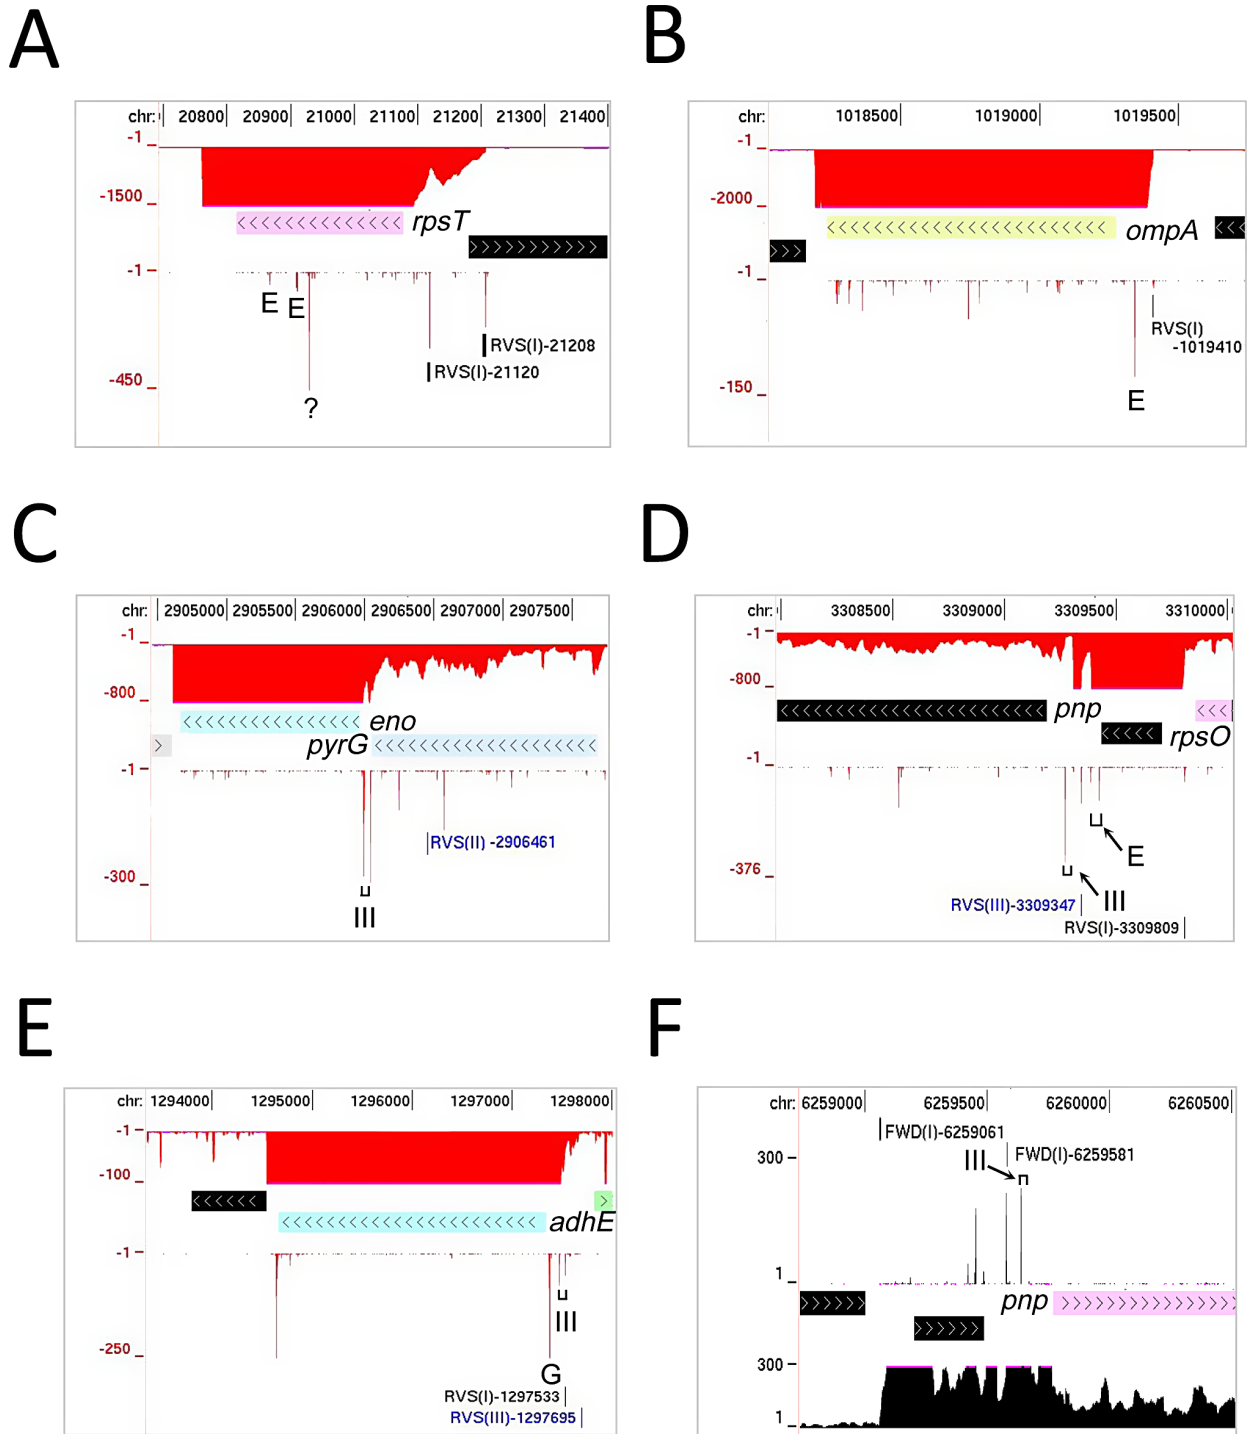 A
chr: 20800 20900 21000 21100 21200 21300 21400
-1
-1500
rpsT
-1
E E
RVS(I)-21208
RVS(I)-21120
-450
?
B
chr: 1018500 1019000 1019500
-1
-2000
ompA
-1
RVS(I)
-1019410
-150
E
C
chr: 2905000 2905500 2906000 2906500 2907000 2907500
-1
-800
eno
pyrG
-1
RVS(II) -2906461
-300
III
D
chr: 3308500 3309000 3309500 3310000
-1
-800
pnp
rpsO
-1
E
-376
III
RVS(III)-3309347
RVS(I)-3309809
E
chr: 1294000 1295000 1296000 1297000 1298000
-1
-100
adhE
-1
III
-250
G
RVS(I)-1297533
RVS(III)-1297695
F
chr: 6259000 6259500 6260000 6260500
FWD(I)-6259061
300
III
FWD(I)-6259581
1
pnp
300
1